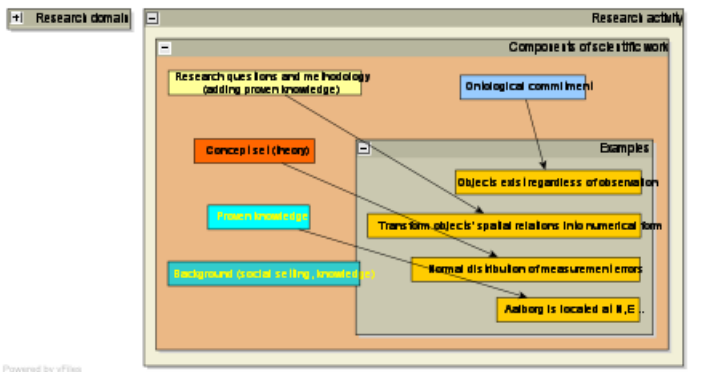 Research domain
Research activity
Components of scientific work
Research questions and methodology
(adding proven knowledge)
Ontological commitment
Concept set (theory)
Examples
Objects exist regardless of observation
Proven knowledge
Transform objects' spatial relations into numerical form
Background (social setting, knowledge)
Normal distribution of measurement errors
Aalborg is located at N,E...
Powered by yFiles